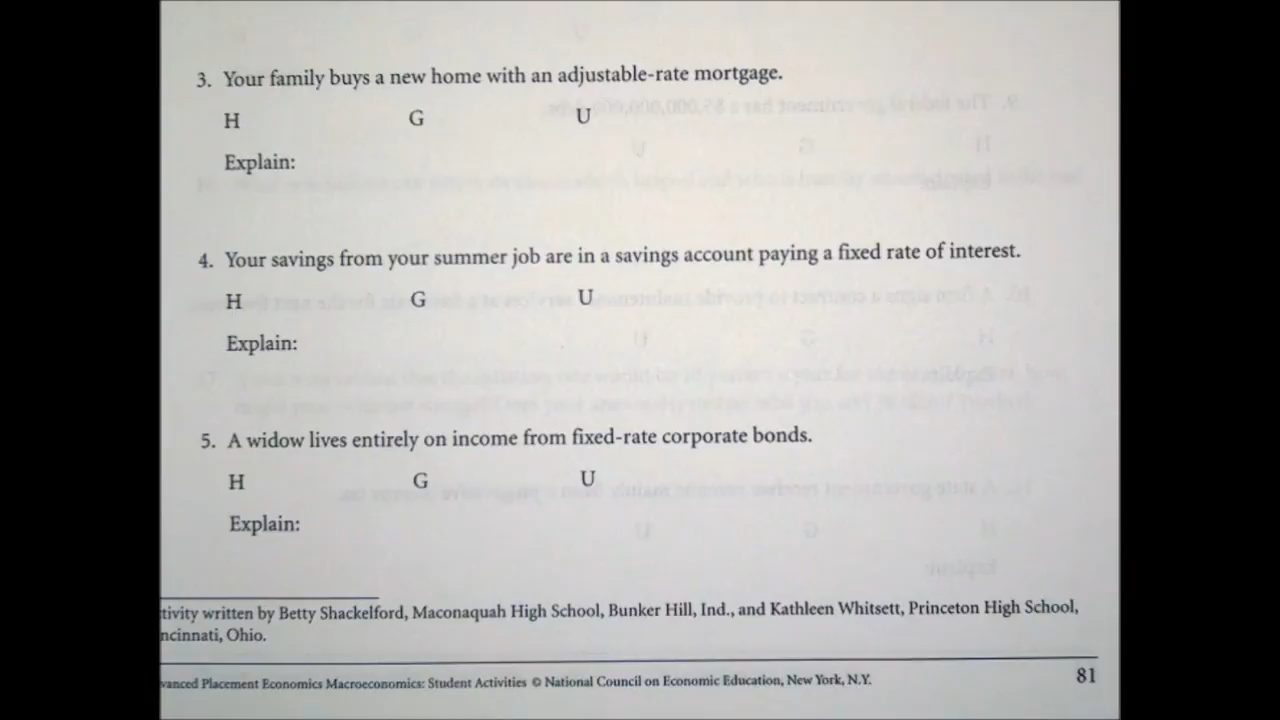 3. Your family buys a new home with an adjustable-rate mortgage.
H G U
Explain:
4. Your savings from your summer job are in a savings account paying a fixed rate of interest.
H G U
Explain:
5. A widow lives entirely on income from fixed-rate corporate bonds.
H G U
Explain:
tivity written by Betty Shackelford, Maconaquah High School, Bunker Hill, Ind., and Kathleen Whitsett, Princeton High School,
ncinnati, Ohio.
vanced Placement Economics Macroeconomics: Student Activities © National Council on Economic Education, New York, N.Y. 81